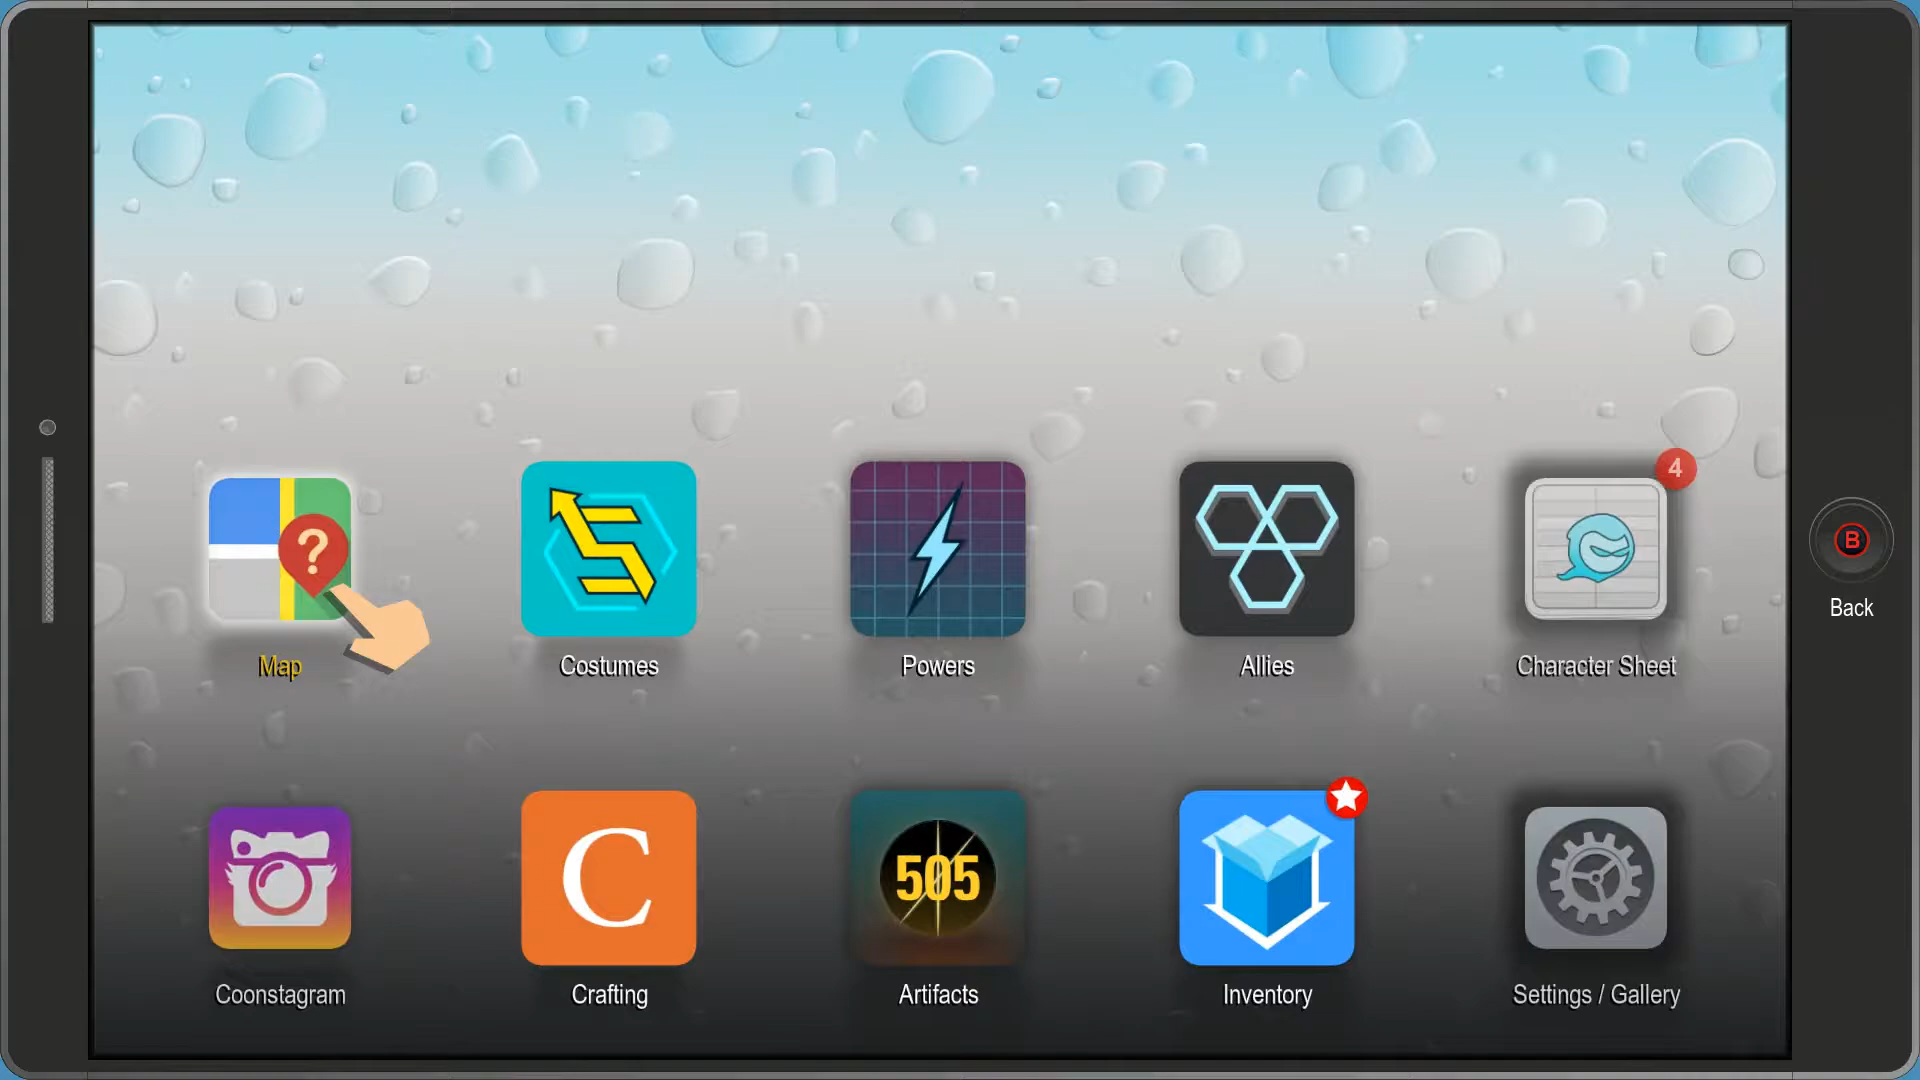 4
?
B
Back
Map
Costumes
Powers
Allies
Character Sheet
C
505
Coonstagram
Crafting
Artifacts
Inventory
Settings / Gallery